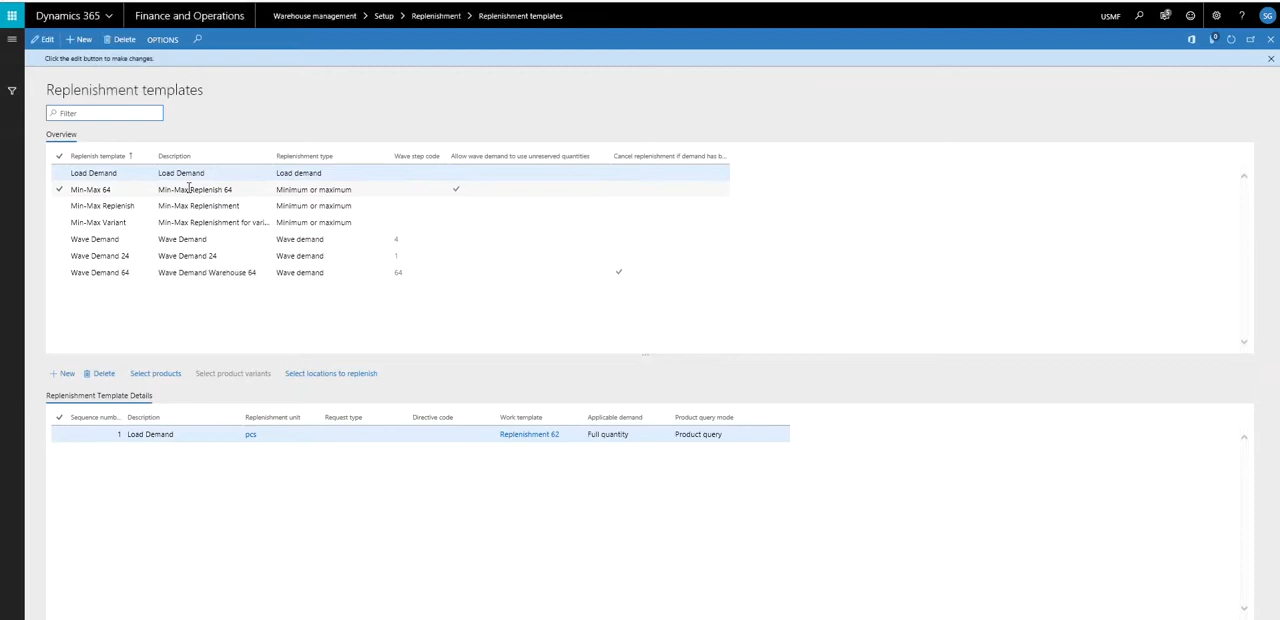 Dynamics 365 Finance and Operations Warehouse management > Setup > Replenishment > Replenishment templates USMF ? SG
Edit + New Delete OPTIONS 0
Click the edit button to make changes.
Replenishment templates
Filter
Overview
Replenish template ↑ Description Replenishment type Wave step code Allow wave demand to use unreserved quantities Cancel replenishment if demand has b...
Load Demand Load Demand Load demand
Min-Max 64 Min-Max Replenish 64 Minimum or maximum
Min-Max Replenish Min-Max Replenishment Minimum or maximum
Min-Max Variant Min-Max Replenishment for vari... Minimum or maximum
Wave Demand Wave Demand Wave demand 4
Wave Demand 24 Wave Demand 24 Wave demand 1
Wave Demand 64 Wave Demand Warehouse 64 Wave demand 64
+ New Delete Select products Select product variants Select locations to replenish
Replenishment Template Details
Sequence numb... Description Replenishment unit Request type Directive code Work template Applicable demand Product query mode
1 Load Demand pcs Replenishment 62 Full quantity Product query